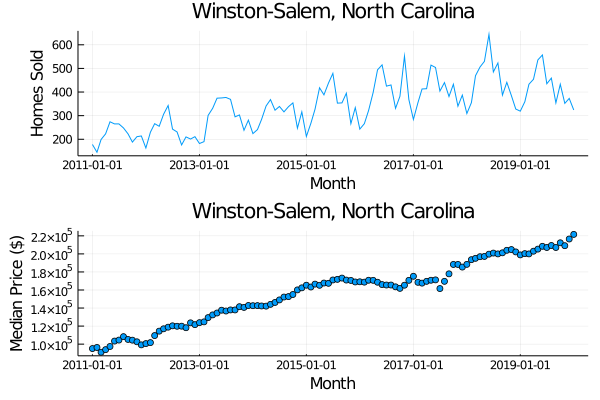 Winston-Salem, North Carolina
Homes Sold
600
500
400
300
200
2011-01-01 2013-01-01 2015-01-01 2017-01-01 2019-01-01
Month
Winston-Salem, North Carolina
Median Price ($)
2.2×10⁵
2.0×10⁵
1.8×10⁵
1.6×10⁵
1.4×10⁵
1.2×10⁵
1.0×10⁵
2011-01-01 2013-01-01 2015-01-01 2017-01-01 2019-01-01
Month